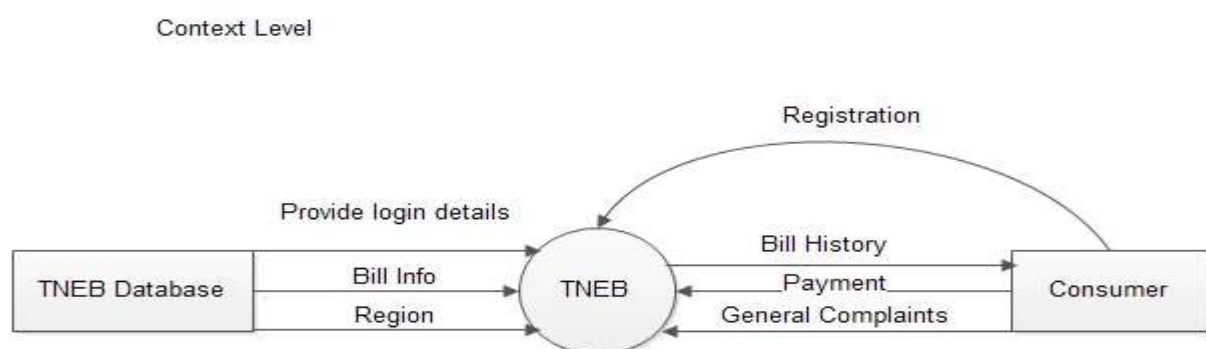 Context Level
Registration
Provide login details
Bill History
Bill Info
TNEB Database
TNEB
Payment
Consumer
Region
General Complaints